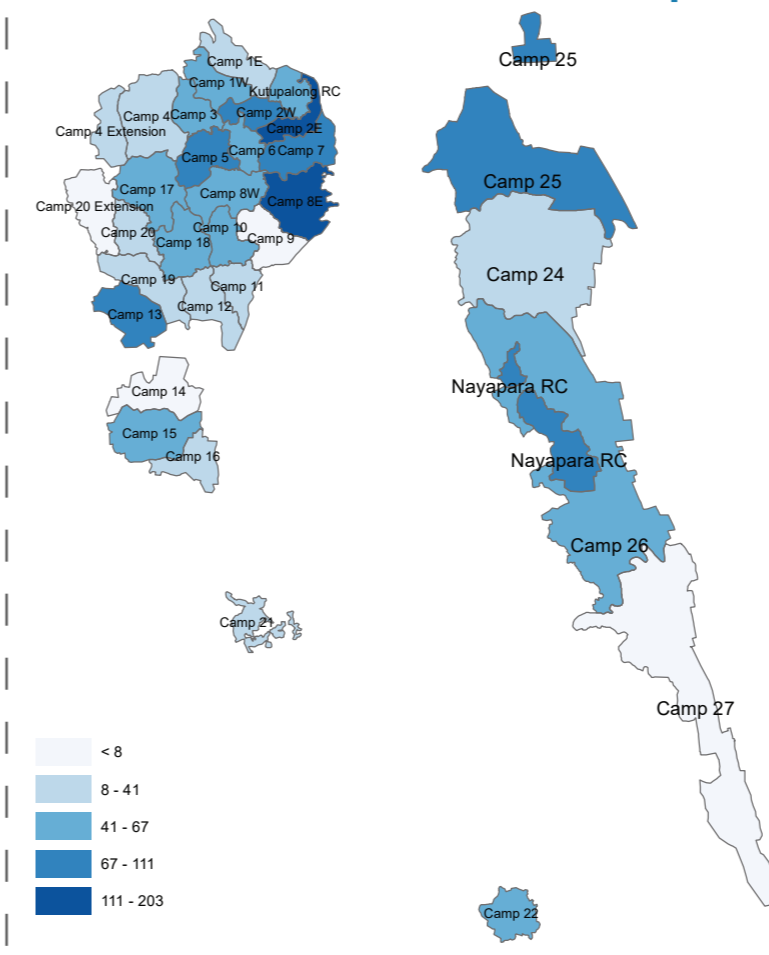 Camp 25
Camp 1E
Camp 1W
Kutupalong RC
Camp 4
Camp 3
Camp 2W
Camp 4 Extension
Camp 2E
Camp 5
Camp 6
Camp 7
Camp 25
Camp 17
Camp 8W
Camp 8E
Camp 20 Extension
Camp 20
Camp 10
Camp 9
Camp 18
Camp 24
Camp 19
Camp 11
Camp 12
Camp 13
Nayapara RC
Camp 14
Camp 15
Camp 16
Nayapara RC
Camp 26
Camp 21
Camp 27
< 8
8 - 41
41 - 67
67 - 111
111 - 203
Camp 22